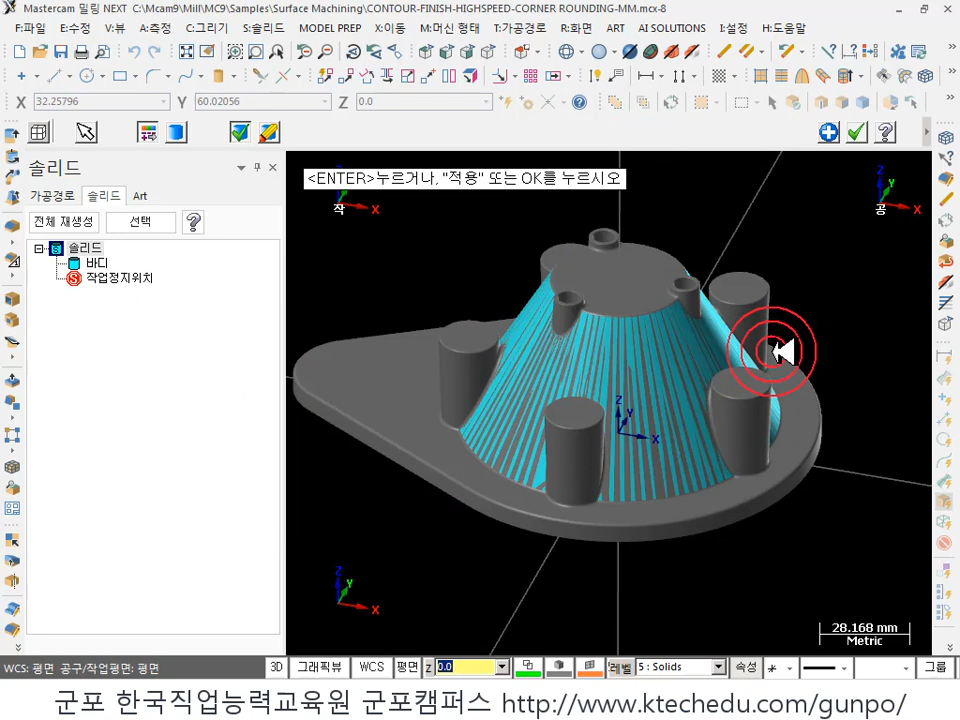 Mastercam 밀링 NEXT C:\Mcam9\Mill\MC9\Samples\Surface Machining\CONTOUR-FINISH-HIGHSPEED-CORNER ROUNDING-MM.mcx-8
F:파일 E:수정 V:뷰 A:측정 C:그리기 S:솔리드 MODEL PREP X:이동 M:머신 형태 T:가공경로 R:화면 ART AI SOLUTIONS I:설정 H:도움말
X 32.25796 Y 60.02056 Z 0.0
솔리드
<ENTER>누르거나, "적용" 또는 OK를 누르시오
가공경로 솔리드 Art
작 X Y
공 Z Y X
전체 재생성 선택
솔리드
바디
작업정지위치
Z Y X
Z Y X
28.168 mm
Metric
WCS: 평면 공구/작업평면: 평면 3D 그래픽뷰 WCS 평면 Z 0.0 레벨 5 : Solids 속성 그룹
군포 한국직업능력교육원 군포캠퍼스 http://www.ktechedu.com/gunpo/